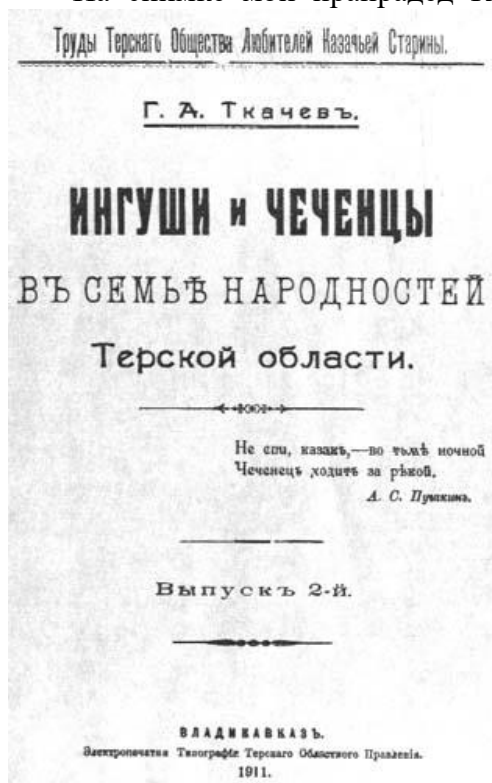 Труды Терскаго Общества Любителей Казачьей Старины.
Г. А. Ткачевъ.
ИНГУШИ и ЧЕЧЕНЦЫ
ВЪ СЕМЬѢ НАРОДНОСТЕЙ
Терской области.
Не спи, казакъ,—во тьмѣ ночной
Чеченецъ ходитъ за рѣкой.
А. С. Пушкинъ.
Выпускъ 2-й.
ВЛАДИКАВКАЗЪ.
Электропечатня Типографіи Терскаго Областного Правленія.
1911.